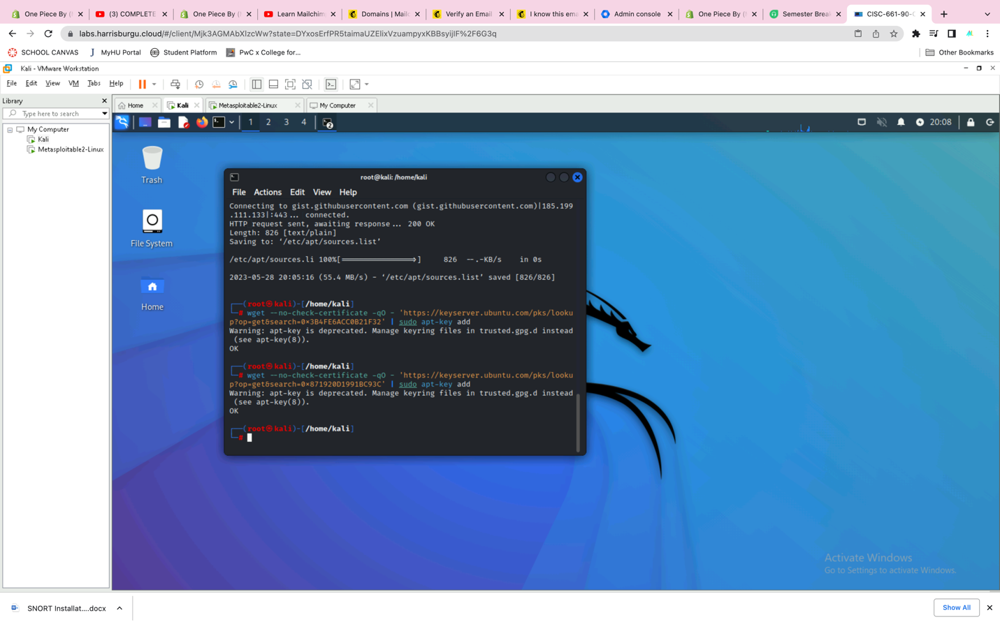 One Piece By (
(3) COMPLETE
One Piece By (
Learn Mailchim
Domains | Mailc
Verify an Email
I know this ema
Admin console
One Piece By (
Semester Break
CISC-661-90-
labs.harrisburgu.cloud/#/client/Mjk3AGMAbXlzcWw?state=DYxosErfPR5taimaUZElixVzuampyxKBBsyijlF%2F6G3q
SCHOOL CANVAS
MyHU Portal
Student Platform
PwC x College for...
Other Bookmarks
Kali - VMware Workstation
File Edit View VM Tabs Help
Library
Type here to search
Home
Kali
Metasploitable2-Linux
My Computer
My Computer
Kali
Metasploitable2-Linux
1 2 3 4
2
20:08
Trash
File System
Home
root@kali: /home/kali
File Actions Edit View Help
Connecting to gist.githubusercontent.com (gist.githubusercontent.com)|185.199
.111.133|:443... connected.
HTTP request sent, awaiting response... 200 OK
Length: 826 [text/plain]
Saving to: ‘/etc/apt/sources.list’
/etc/apt/sources.li 100%[===================>] 826 --.-KB/s in 0s
2023-05-28 20:05:16 (55.4 MB/s) - ‘/etc/apt/sources.list’ saved [826/826]
┌──(root㉿kali)-[/home/kali]
└─# wget --no-check-certificate -qO - 'https://keyserver.ubuntu.com/pks/looku
p?op=get&search=0×3B4FE6ACC0B21F32' | sudo apt-key add
Warning: apt-key is deprecated. Manage keyring files in trusted.gpg.d instead
(see apt-key(8)).
OK
┌──(root㉿kali)-[/home/kali]
└─# wget --no-check-certificate -qO - 'https://keyserver.ubuntu.com/pks/looku
p?op=get&search=0×871920D1991BC93C' | sudo apt-key add
Warning: apt-key is deprecated. Manage keyring files in trusted.gpg.d instead
(see apt-key(8)).
OK
┌──(root㉿kali)-[/home/kali]
└─#
Activate Windows
Go to Settings to activate Windows.
SNORT Installat....docx
Show All